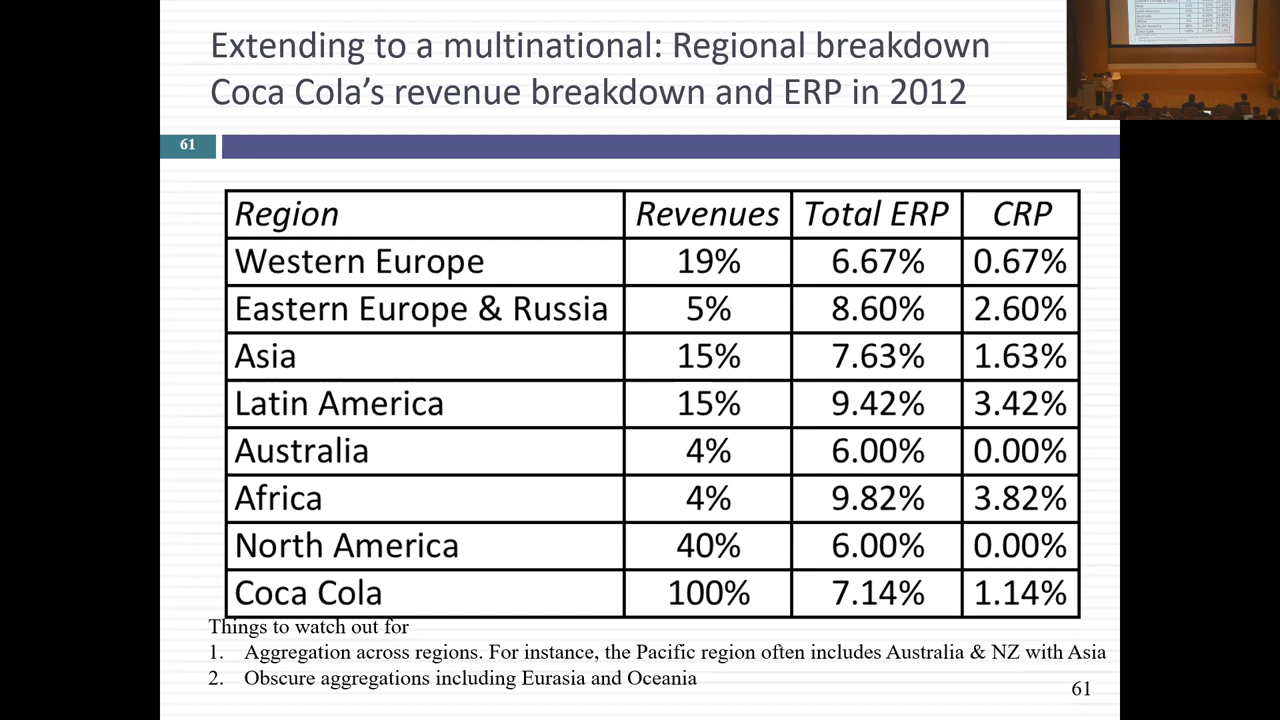 Extending to a multinational: Regional breakdown
Coca Cola's revenue breakdown and ERP in 2012
61
Region Revenues Total ERP CRP
Western Europe 19% 6.67% 0.67%
Eastern Europe & Russia 5% 8.60% 2.60%
Asia 15% 7.63% 1.63%
Latin America 15% 9.42% 3.42%
Australia 4% 6.00% 0.00%
Africa 4% 9.82% 3.82%
North America 40% 6.00% 0.00%
Coca Cola 100% 7.14% 1.14%
Things to watch out for
1. Aggregation across regions. For instance, the Pacific region often includes Australia & NZ with Asia
2. Obscure aggregations including Eurasia and Oceania
61